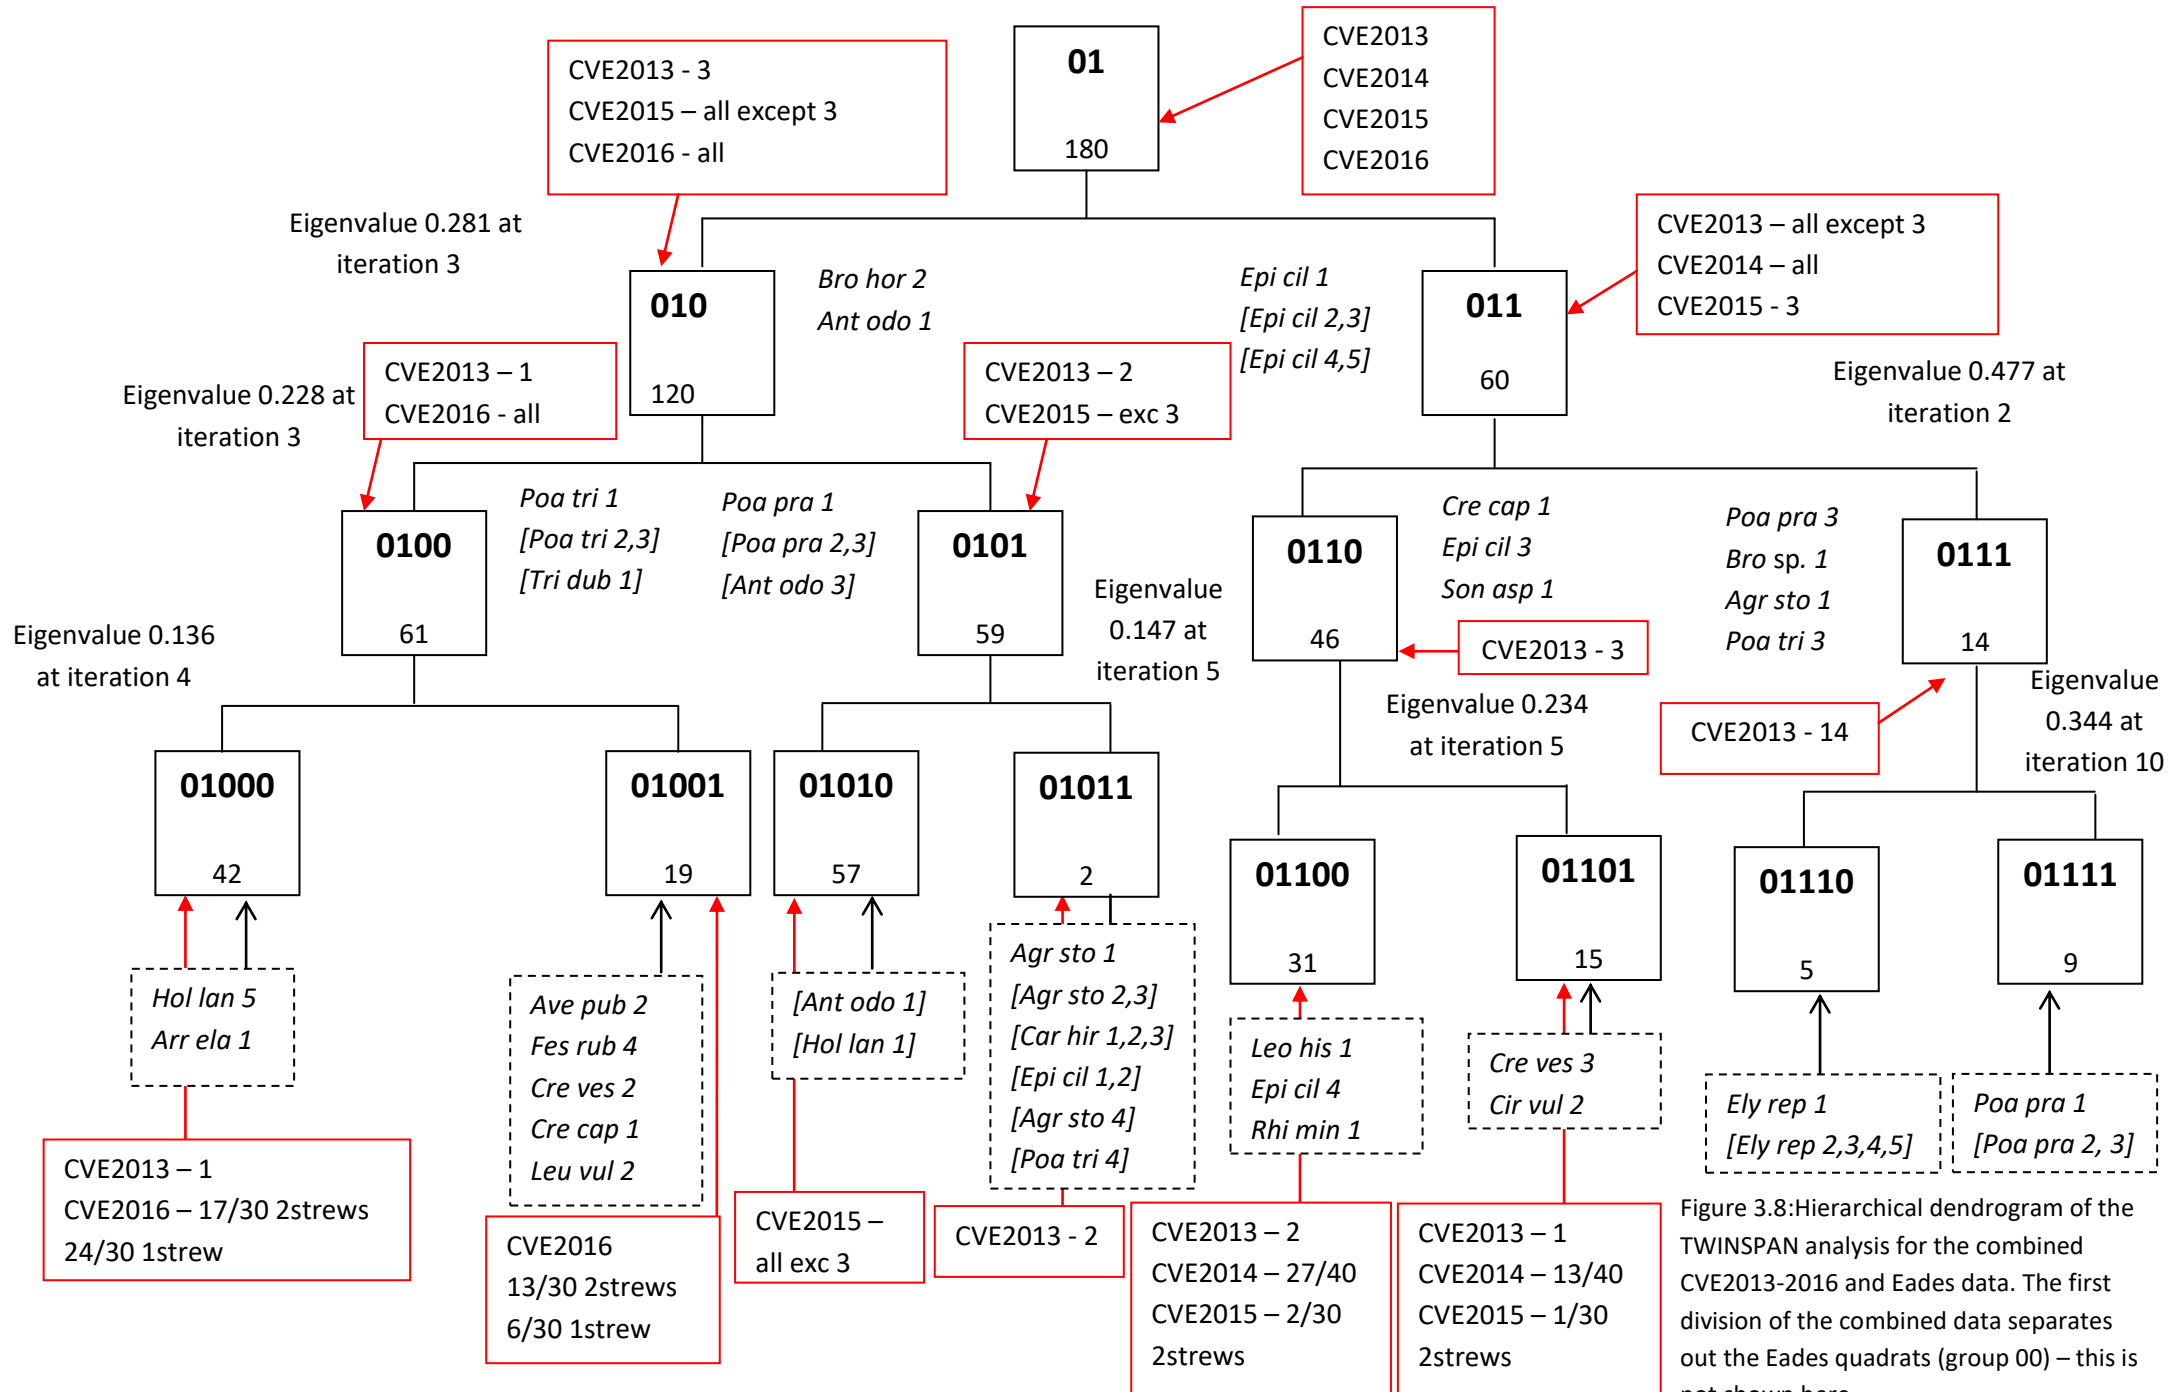 CVE2013 - 3
CVE2015 – all except 3
CVE2016 - all
01
180
CVE2013
CVE2014
CVE2015
CVE2016
Eigenvalue 0.281 at
iteration 3
010
120
Bro hor 2
Ant odo 1
Epi cil 1
[Epi cil 2,3]
[Epi cil 4,5]
011
60
CVE2013 – all except 3
CVE2014 – all
CVE2015 - 3
Eigenvalue 0.228 at
iteration 3
CVE2013 – 1
CVE2016 - all
CVE2013 – 2
CVE2015 – exc 3
Eigenvalue 0.477 at
iteration 2
0100
61
Poa tri 1
[Poa tri 2,3]
[Tri dub 1]
Poa pra 1
[Poa pra 2,3]
[Ant odo 3]
0101
59
0110
46
Cre cap 1
Epi cil 3
Son asp 1
Poa pra 3
Bro sp. 1
Agr sto 1
Poa tri 3
0111
14
Eigenvalue 0.136
at iteration 4
Eigenvalue
0.147 at
iteration 5
CVE2013 - 3
Eigenvalue 0.234
at iteration 5
CVE2013 - 14
Eigenvalue
0.344 at
iteration 10
01000
42
01001
19
01010
57
01011
2
01100
31
01101
15
01110
5
01111
9
Hol lan 5
Arr ela 1
Ave pub 2
Fes rub 4
Cre ves 2
Cre cap 1
Leu vul 2
[Ant odo 1]
[Hol lan 1]
Agr sto 1
[Agr sto 2,3]
[Car hir 1,2,3]
[Epi cil 1,2]
[Agr sto 4]
[Poa tri 4]
Leo his 1
Epi cil 4
Rhi min 1
Cre ves 3
Cir vul 2
Ely rep 1
[Ely rep 2,3,4,5]
Poa pra 1
[Poa pra 2, 3]
CVE2013 – 1
CVE2016 – 17/30 2strews
24/30 1strew
CVE2016
13/30 2strews
6/30 1strew
CVE2015 –
all exc 3
CVE2013 - 2
CVE2013 – 2
CVE2014 – 27/40
CVE2015 – 2/30
2strews
CVE2013 – 1
CVE2014 – 13/40
CVE2015 – 1/30
2strews
Figure 3.8:Hierarchical dendrogram of the
TWINSPAN analysis for the combined
CVE2013-2016 and Eades data. The first
division of the combined data separates
out the Eades quadrats (group 00) – this is
not shown here